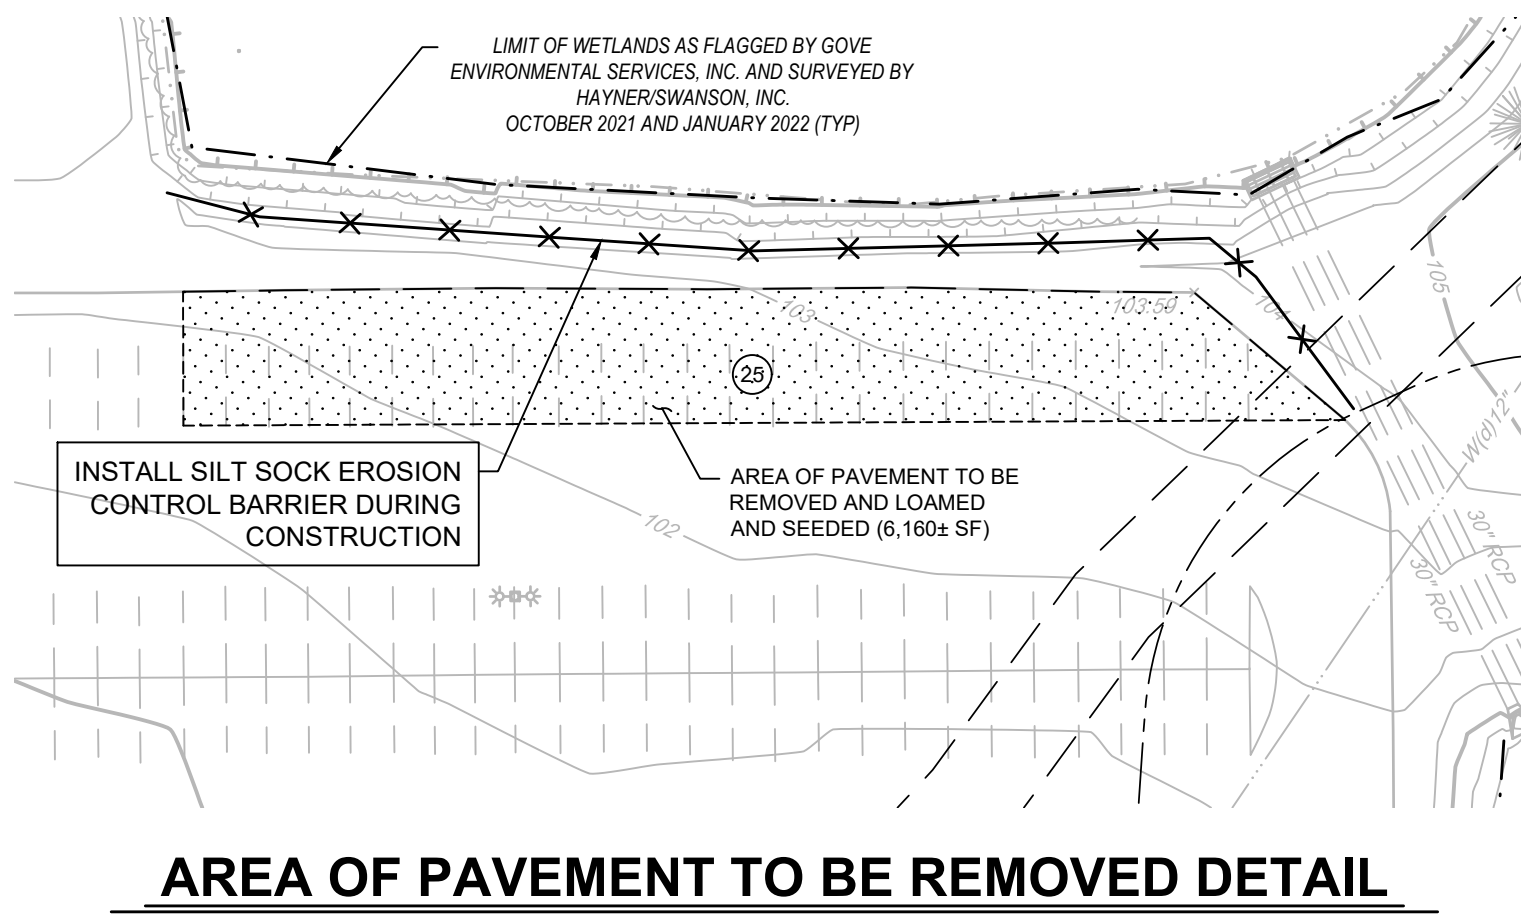 LIMIT OF WETLANDS AS FLAGGED BY GOVE
ENVIRONMENTAL SERVICES, INC. AND SURVEYED BY
HAYNER/SWANSON, INC.
OCTOBER 2021 AND JANUARY 2022 (TYP)
103
103.59
104
105
25
W(d)12"
INSTALL SILT SOCK EROSION
CONTROL BARRIER DURING
CONSTRUCTION
AREA OF PAVEMENT TO BE
REMOVED AND LOAMED
AND SEEDED (6,160± SF)
102
30" RCP
30" RCP
AREA OF PAVEMENT TO BE REMOVED DETAIL